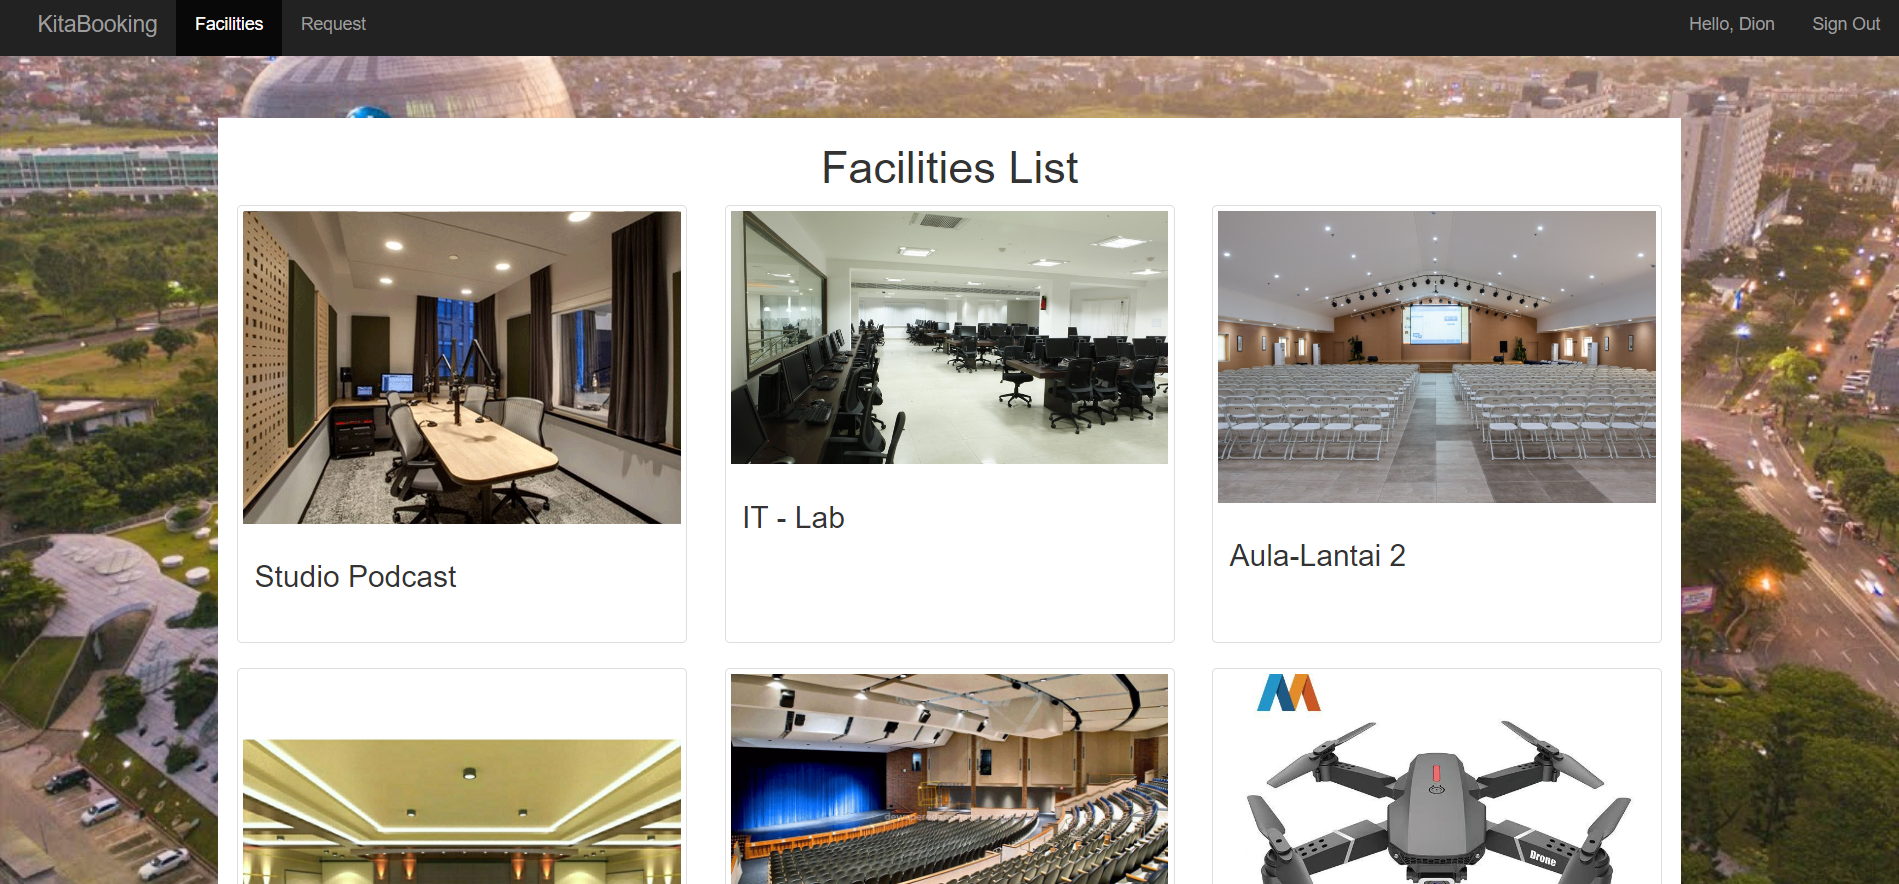 KitaBooking
Facilities
Request
Hello, Dion
Sign Out
Facilities List
Studio Podcast
IT - Lab
Aula-Lantai 2
Drone